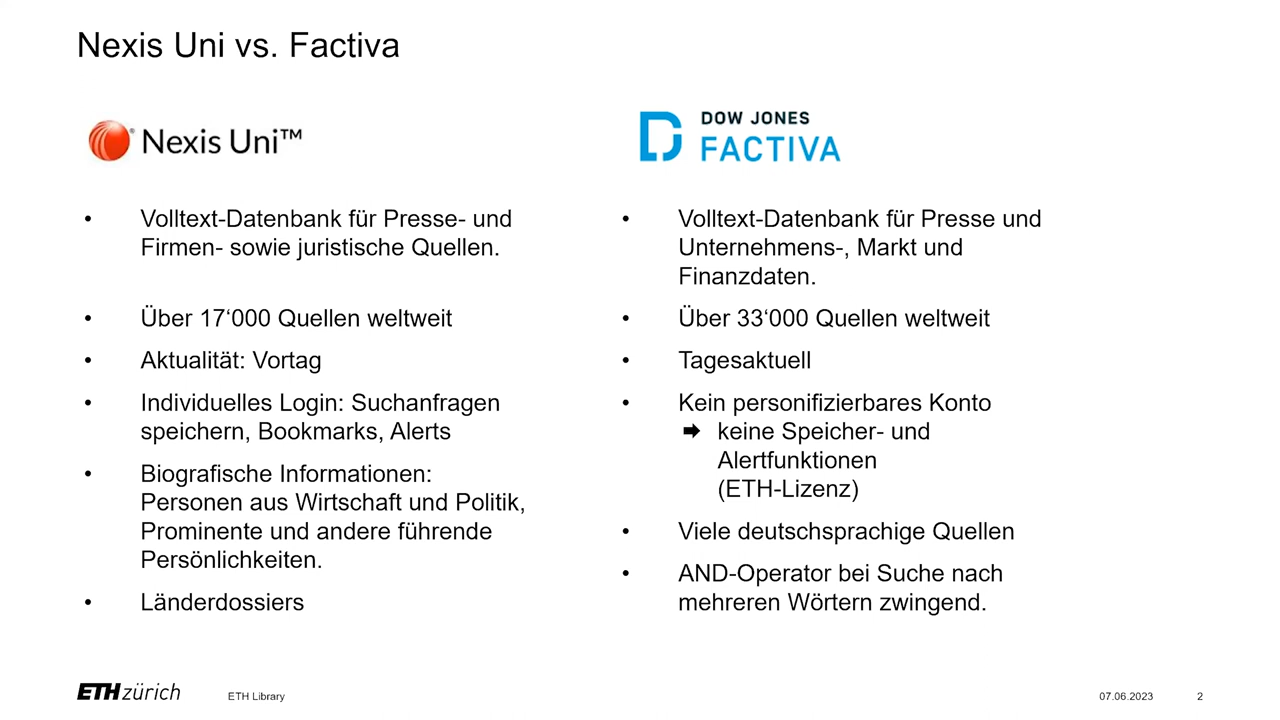 Nexis Uni vs. Factiva
Nexis Uni™
• Volltext-Datenbank für Presse- und
Firmen- sowie juristische Quellen.
• Über 17‘000 Quellen weltweit
• Aktualität: Vortag
• Individuelles Login: Suchanfragen
speichern, Bookmarks, Alerts
• Biografische Informationen:
Personen aus Wirtschaft und Politik,
Prominente und andere führende
Persönlichkeiten.
• Länderdossiers
DOW JONES
FACTIVA
• Volltext-Datenbank für Presse und
Unternehmens-, Markt und
Finanzdaten.
• Über 33‘000 Quellen weltweit
• Tagesaktuell
• Kein personifizierbares Konto
➡ keine Speicher- und
Alertfunktionen
(ETH-Lizenz)
• Viele deutschsprachige Quellen
• AND-Operator bei Suche nach
mehreren Wörtern zwingend.
ETH zürich
ETH Library
07.06.2023
2